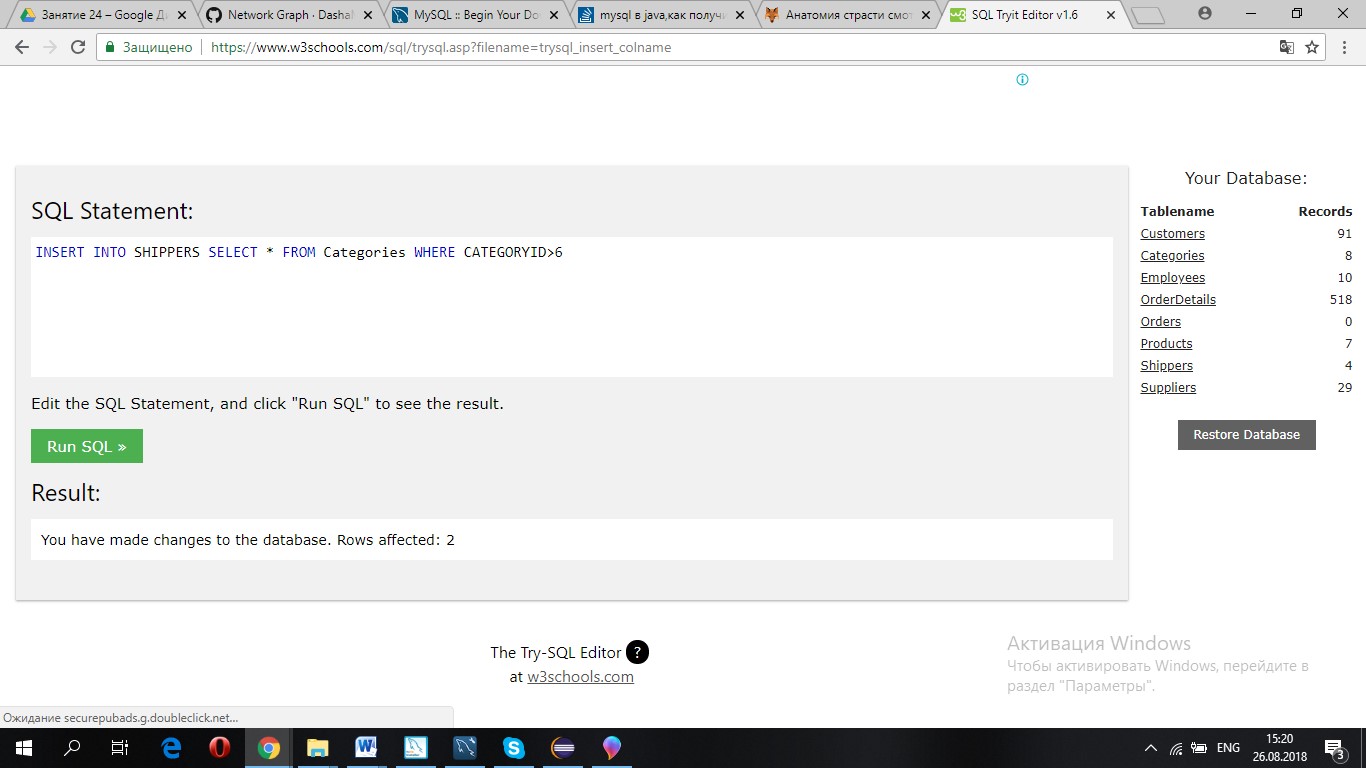 Занятие 24 – Google Ди
Network Graph · Dashal
MySQL :: Begin Your Do
mysql в java,как получи
Анатомия страсти смот
SQL Tryit Editor v1.6
Защищено
https://www.w3schools.com/sql/trysql.asp?filename=trysql_insert_colname
SQL Statement:
INSERT INTO SHIPPERS SELECT * FROM Categories WHERE CATEGORYID>6
Edit the SQL Statement, and click "Run SQL" to see the result.
Run SQL »
Result:
You have made changes to the database. Rows affected: 2
Your Database:
Tablename Records
Customers 91
Categories 8
Employees 10
OrderDetails 518
Orders 0
Products 7
Shippers 4
Suppliers 29
Restore Database
The Try-SQL Editor ?
at w3schools.com
Активация Windows
Чтобы активировать Windows, перейдите в
раздел "Параметры".
Ожидание securepubads.g.doubleclick.net...
ENG
15:20
26.08.2018
3